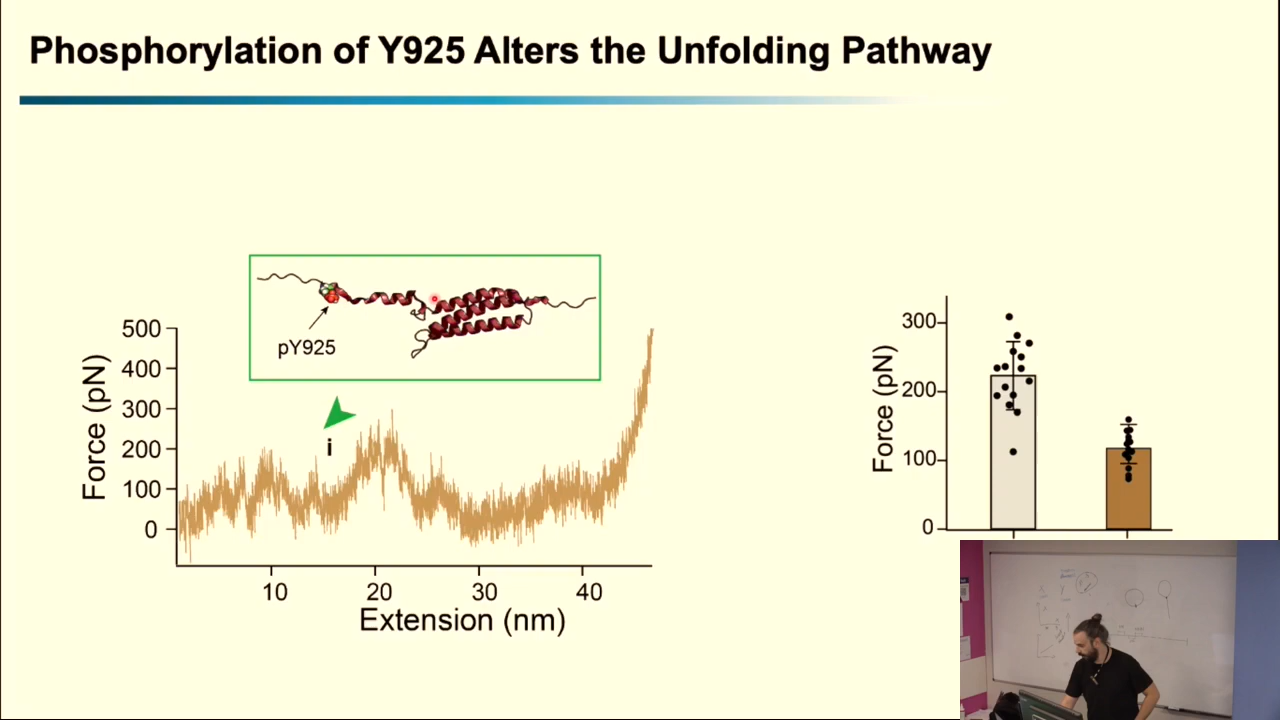 Phosphorylation of Y925 Alters the Unfolding Pathway
pY925
i
Force (pN)
500
400
300
200
100
0
10 20 30 40
Extension (nm)
Force (pN)
300
200
100
0